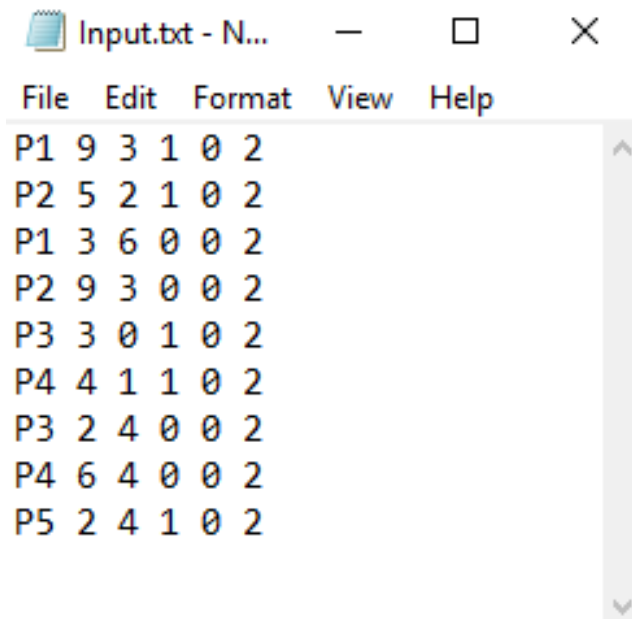 Input.txt - N...
File Edit Format View Help
P1 9 3 1 0 2
P2 5 2 1 0 2
P1 3 6 0 0 2
P2 9 3 0 0 2
P3 3 0 1 0 2
P4 4 1 1 0 2
P3 2 4 0 0 2
P4 6 4 0 0 2
P5 2 4 1 0 2